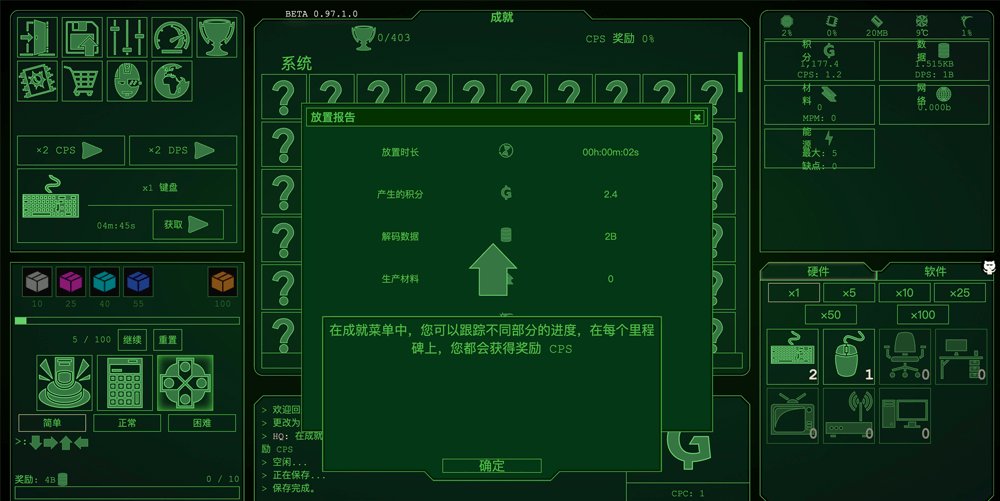 BETA 0.97.1.0
成就
0/403
CPS 奖励 0%
系统
2%
0%
20MB
9℃
1%
积分
1,177.4
CPS: 1.2
数据
1.515KB
DPS: 1B
材料
0
MPM: 0
网络
0.000b
能源
最大: 5
缺点: 0
×2 CPS
×2 DPS
x1 键盘
04m:45s
获取
10
25
40
55
100
5 / 100
继续
重置
简单
正常
困难
>:
奖励: 4B
0 / 10
放置报告
放置时长
00h:00m:02s
产生的积分
2.4
解码数据
2B
生产材料
0
在成就菜单中，您可以跟踪不同部分的进度，在每个里程
碑上，您都会获得奖励 CPS
确定
> 欢迎回
> 更改为
> HQ: 在成就
励 CPS
> 空闲...
> 正在保存...
> 保存完成。
CPC: 1
硬件
软件
×1
×5
×10
×25
×50
×100
2
1
0
0
0
0
0